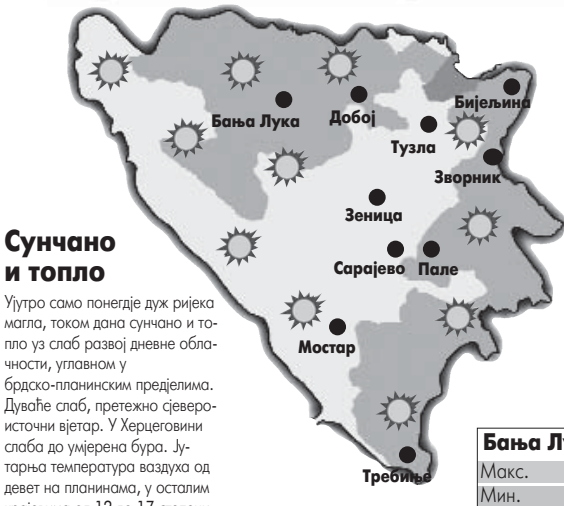 Бања Лука
Добој
Бијељина
Тузла
Зворник
Зеница
Сарајево Пале
Мостар
Требиње
Сунчано
и топло
Ујутро само понегдје дуж ријека
магла, током дана сунчано и то-
пло уз слаб развој дневне обла-
чности, углавном у
брдско-планинским предјелима.
Дуваће слаб, претежно сјеверо-
источни вјетар. У Херцеговини
слаба до умјерена бура. Ју-
тарња температура ваздуха од
девет на планинама, у осталим
Бања
Макс.
Мин.